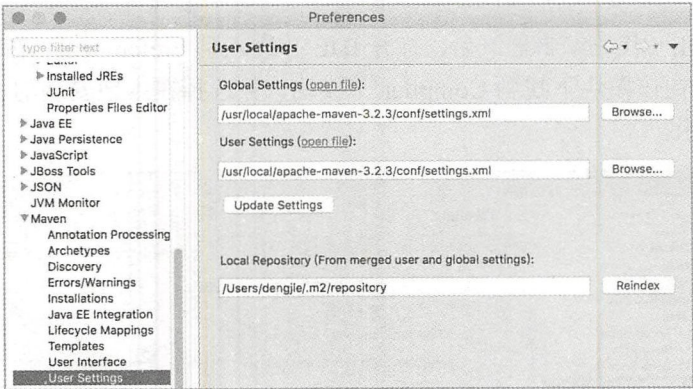 Preferences
type filter text
Editor
Installed JREs
JUnit
Properties Files Editor
Java EE
Java Persistence
JavaScript
JBoss Tools
JSON
JVM Monitor
Maven
Annotation Processing
Archetypes
Discovery
Errors/Warnings
Installations
Java EE Integration
Lifecycle Mappings
Templates
User Interface
User Settings
User Settings
Global Settings (open file):
/usr/local/apache-maven-3.2.3/conf/settings.xml
Browse...
User Settings (open file):
/usr/local/apache-maven-3.2.3/conf/settings.xml
Browse...
Update Settings
Local Repository (From merged user and global settings):
/Users/dengjie/.m2/repository
Reindex